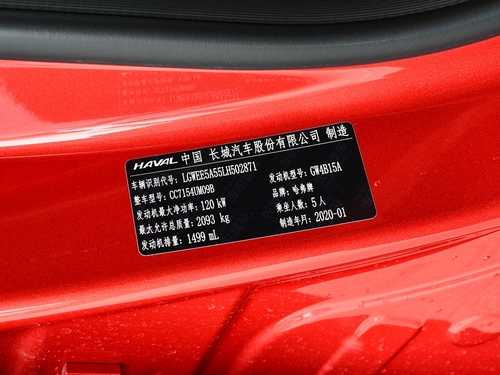 HAVAL 中国 长城汽车股份有限公司 制造
车辆识别代号: LGWEE5A55LH502871
整车型号: CC7154UM09B 发动机型号: GW4B15A
发动机最大净功率: 120 kW 品牌: 哈弗牌
最大允许总质量: 2093 kg 乘坐人数: 5 人
发动机排量: 1499 mL 制造年月: 2020-01